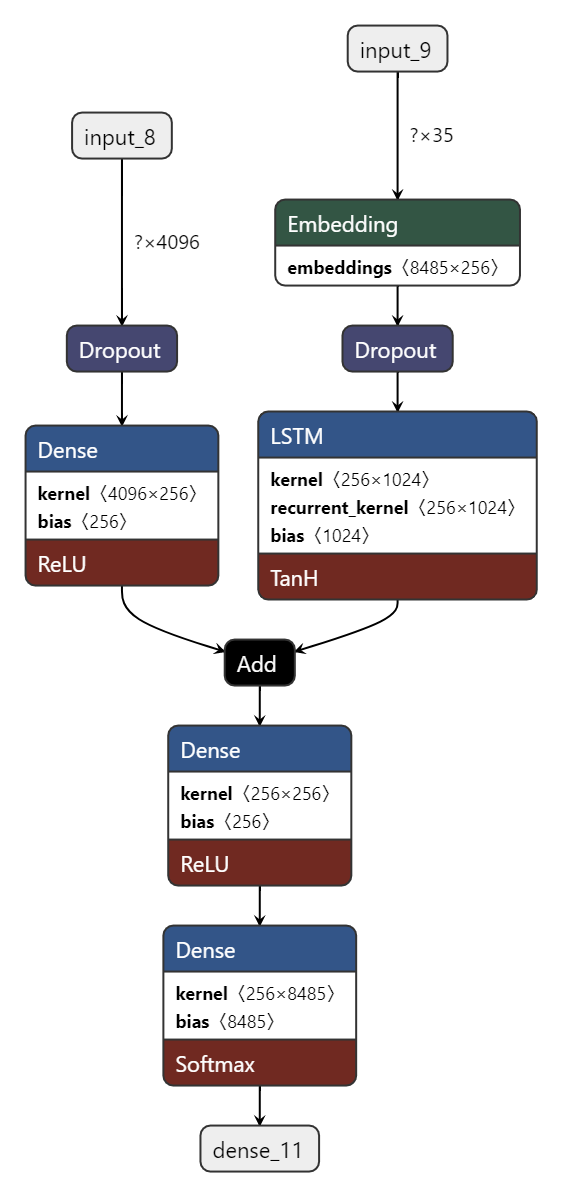 input_9
?×35
input_8
?×4096
Embedding
embeddings〈8485×256〉
Dropout
Dropout
Dense
kernel〈4096×256〉
bias〈256〉
ReLU
LSTM
kernel〈256×1024〉
recurrent_kernel〈256×1024〉
bias〈1024〉
TanH
Add
Dense
kernel〈256×256〉
bias〈256〉
ReLU
Dense
kernel〈256×8485〉
bias〈8485〉
Softmax
dense_11